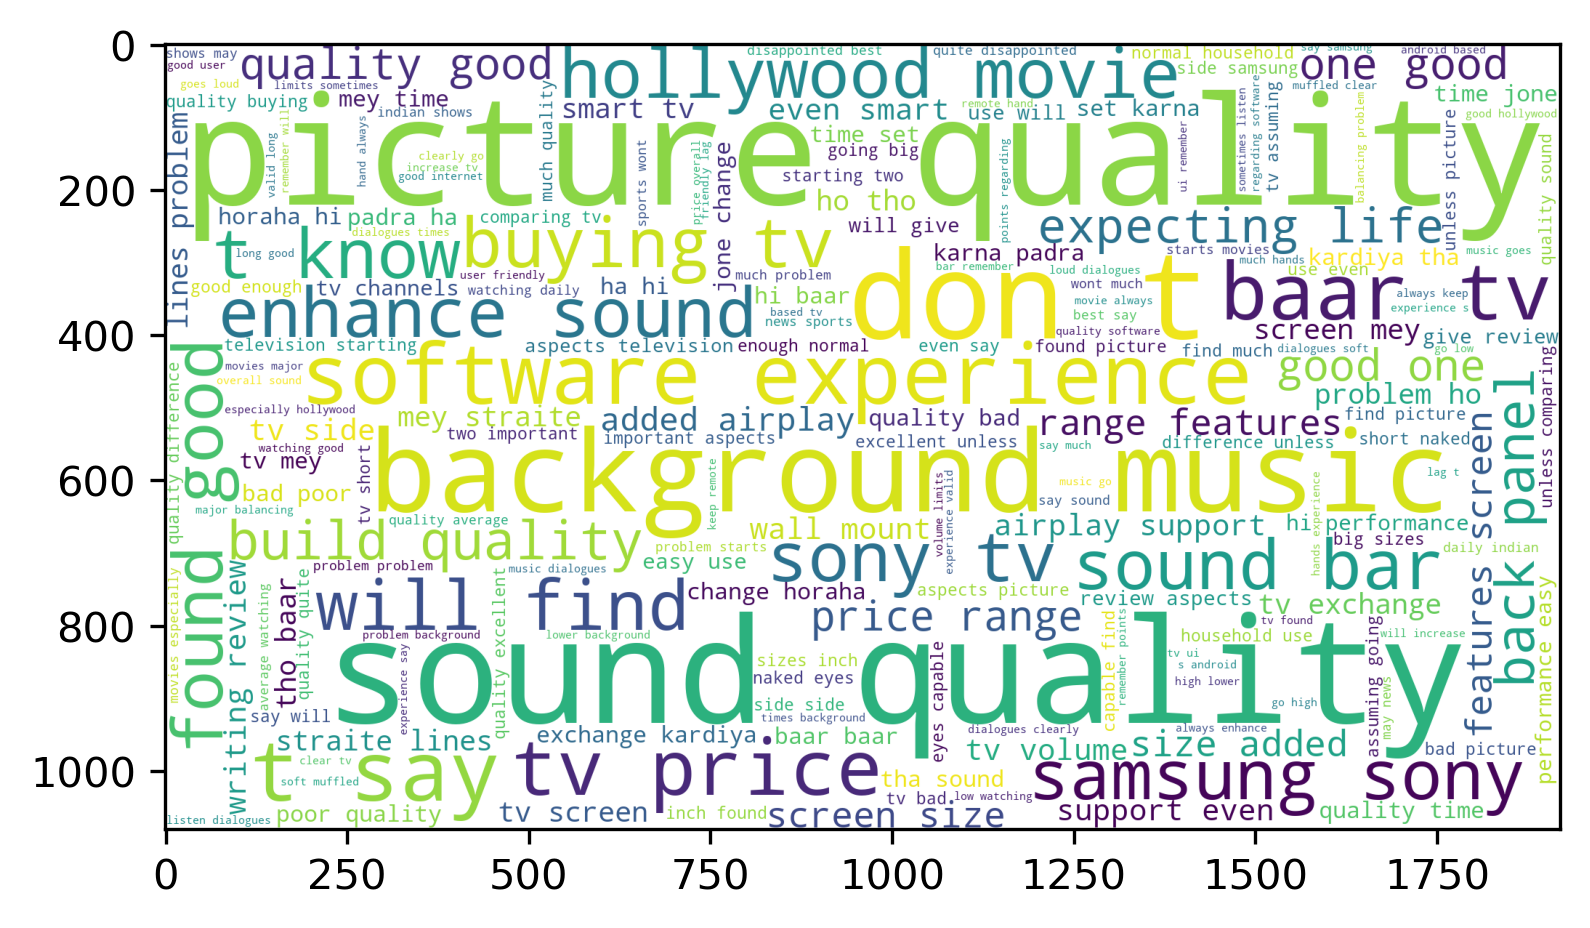 0
200
400
600
800
1000
0
250
500
750
1000
1250
1500
1750
shows may
good user
quality good
hollywood movie
disappointed best
quite disappointed
normal household
say samsung
android based
side samsung
one good
goes loud
limits sometimes
muffled clear
quality buying
mey time
indian shows
smart tv
even smart
remote hand
use will
set karna
time jone
good hollywood
picture quality
lines problem
valid long
remember will
hand always
clearly go
increase tv
good internet
much quality
sports wont
price overall
friendly lag
jone change
time set
going big
starting two
ho tho
points regarding
ui remember
sometimes listen
regarding software
tv assuming
balancing problem
unless picture
quality sound
horaha hi
padra ha
comparing tv
dialogues times
will give
expecting life
t know
long good
buying tv
user friendly
much problem
karna padra
bar remember
loud dialogues
starts movies
much hands
use even
kardiya tha
music goes
good enough
tv channels
watching daily
ha hi
hi baar
based tv
news sports
don t
wont much
movie always
best say
quality software
baar tv
always keep
experience s
enhance sound
screen mey
give review
television starting
aspects television
enough normal
even say
found picture
find much
dialogues soft
go low
movies major
overall sound
software experience
good one
problem ho
especially hollywood
mey straite
added airplay
quality bad
range features
find picture
tv side
watching good
two important
important aspects
excellent unless
say much
difference unless
short naked
tv mey
tv short
background music
lag t
unless comparing
quality difference
found good
bad poor
major balancing
quality average
keep remote
music go
say sound
volume limits
experience valid
hands experience
features screen
back panel
build quality
wall mount
airplay support
hi performance
big sizes
daily indian
problem starts
easy use
sony tv
sound bar
problem problem
music dialogues
change horaha
aspects picture
review aspects
tv exchange
movies especially
writing review
average watching
tho baar
quality quite
will find
quality excellent
price range
capable find
remember points
tv found
household use
will increase
performance easy
problem background
lower background
experience say
sound quality
sizes inch
naked eyes
eyes capable
tv ui
s android
high lower
assuming going
may news
say will
side side
times background
go high
straite lines
exchange kardiya
baar baar
dialogues clearly
always enhance
tv volume
size added
bad picture
t say
clear tv
soft muffled
tv price
tha sound
tv bad
low watching
samsung sony
listen dialogues
poor quality
tv screen
inch found
screen size
support even
quality time